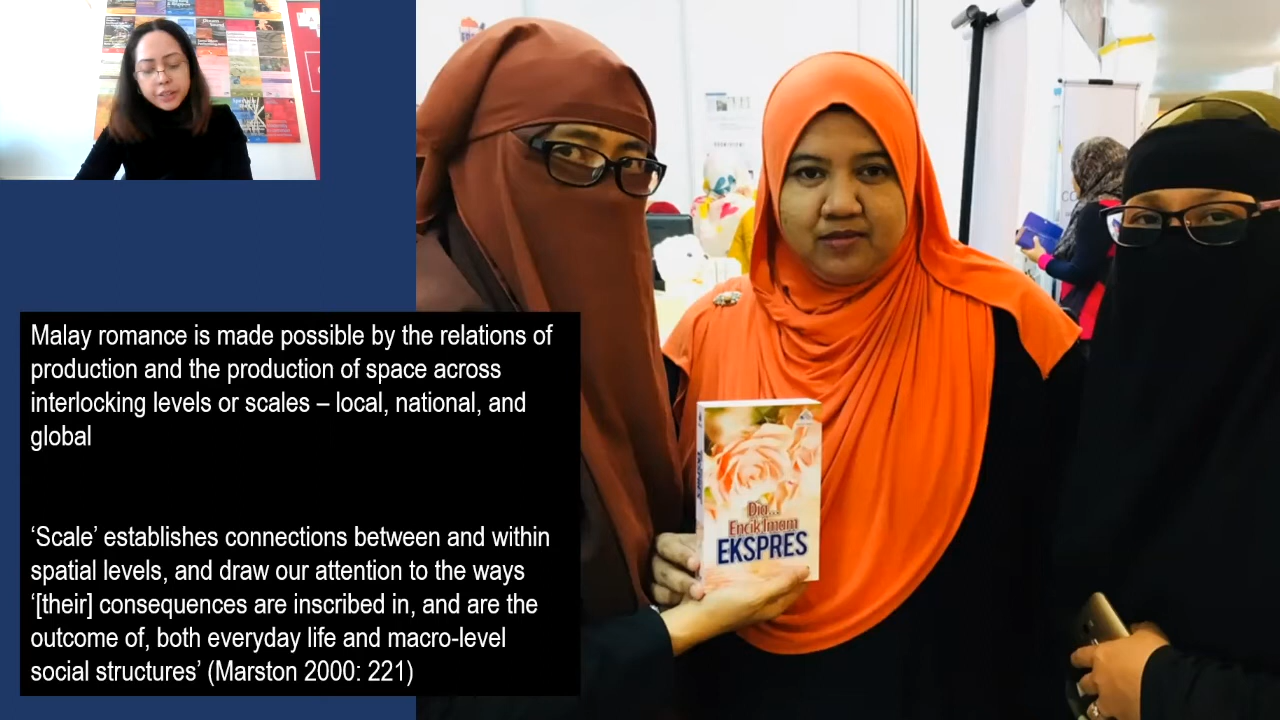 Malay romance is made possible by the relations of
production and the production of space across
interlocking levels or scales – local, national, and
global
‘Scale’ establishes connections between and within
spatial levels, and draw our attention to the ways
‘[their] consequences are inscribed in, and are the
outcome of, both everyday life and macro-level
social structures’ (Marston 2000: 221)
Dia...
Encik Imam
EKSPRES